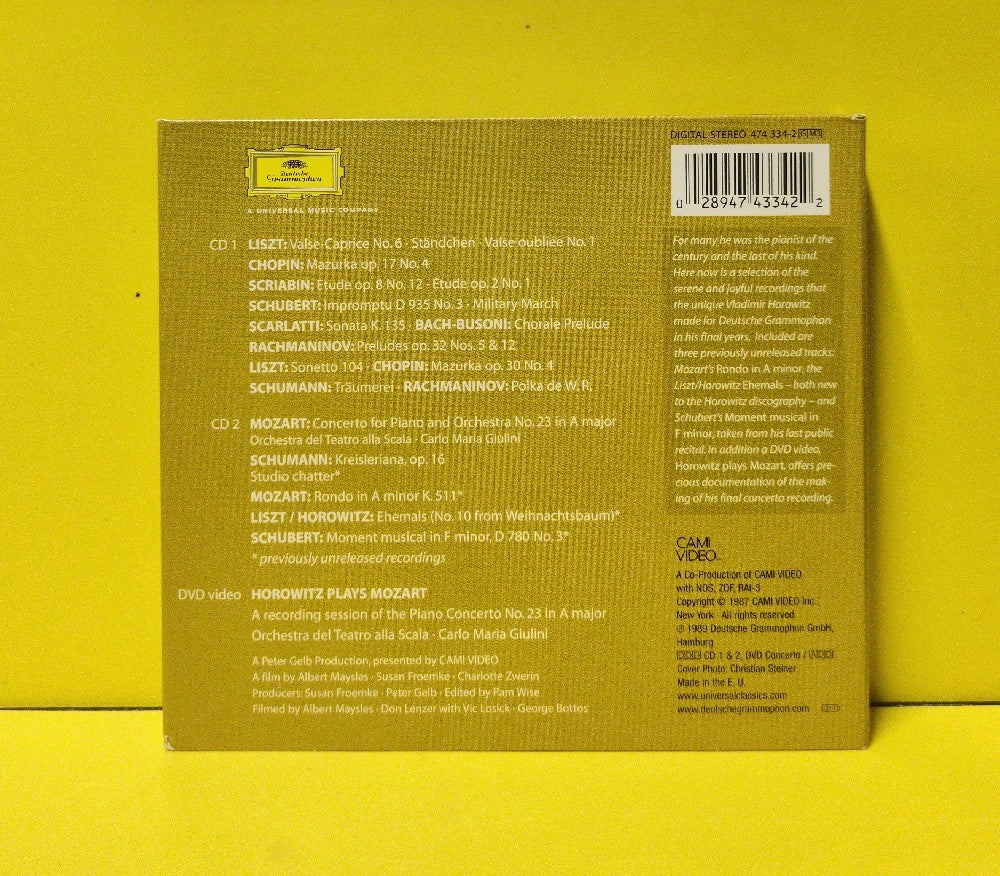 Deutsche
Grammophon
A UNIVERSAL MUSIC COMPANY
CD 1 LISZT: Valse-Caprice No. 6 · Ständchen · Valse oubliée No. 1
CHOPIN: Mazurka op. 17 No. 4
SCRIABIN: Etude op. 8 No. 12 · Etude op. 2 No. 1
SCHUBERT: Impromptu D 935 No. 3 · Military March
SCARLATTI: Sonata K. 135 · BACH-BUSONI: Chorale Prelude
RACHMANINOV: Preludes op. 32 Nos. 5 & 12
LISZT: Sonetto 104 · CHOPIN: Mazurka op. 30 No. 4
SCHUMANN: Träumerei · RACHMANINOV: Polka de W. R.
CD 2 MOZART: Concerto for Piano and Orchestra No. 23 in A major
Orchestra del Teatro alla Scala · Carlo Maria Giulini
SCHUMANN: Kreisleriana, op. 16
Studio chatter*
MOZART: Rondo in A minor K. 511*
LISZT / HOROWITZ: Ehemals (No. 10 from Weihnachtsbaum)*
SCHUBERT: Moment musical in F minor, D 780 No. 3*
* previously unreleased recordings
DVD video HOROWITZ PLAYS MOZART
A recording session of the Piano Concerto No. 23 in A major
Orchestra del Teatro alla Scala · Carlo Maria Giulini
A Peter Gelb Production, presented by CAMI VIDEO
A film by Albert Maysles · Susan Froemke · Charlotte Zwerin
Producers: Susan Froemke · Peter Gelb · Edited by Pam Wise
Filmed by Albert Maysles · Don Lenzer with Vic Losick · George Bottos
DIGITAL STEREO 474 334-2 GM3
0 28947 43342 2
For many he was the pianist of the
century and the last of his kind.
Here now is a selection of the
serene and joyful recordings that
the unique Vladimir Horowitz
made for Deutsche Grammophon
in his final years. Included are
three previously unreleased tracks:
Mozart's Rondo in A minor, the
Liszt/Horowitz Ehemals – both new
to the Horowitz discography – and
Schubert's Moment musical in
F minor, taken from his last public
recital. In addition a DVD video,
Horowitz plays Mozart, offers pre-
cious documentation of the mak-
ing of his final concerto recording.
CAMI
VIDEO
A Co-Production of CAMI VIDEO
with NOS, ZDF, RAI-3
Copyright © 1987 CAMI VIDEO Inc.,
New York · All rights reserved
℗ 1989 Deutsche Grammophon GmbH,
Hamburg
DDD CD 1 & 2, DVD Concerto /
Cover Photo: Christian Steiner
Made in the E. U.
www.universalclassics.com
www.deutschegrammophon.com